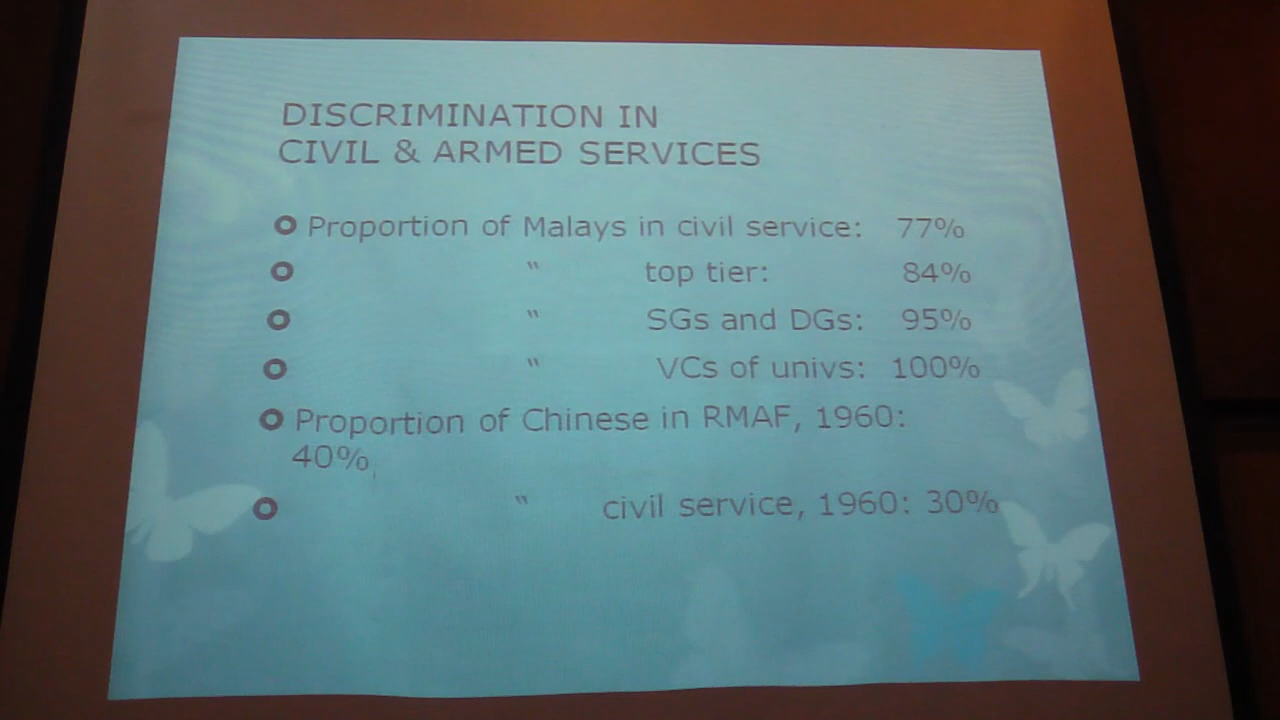 DISCRIMINATION IN
CIVIL & ARMED SERVICES
Proportion of Malays in civil service: 77%
" top tier: 84%
" SGs and DGs: 95%
" VCs of univs: 100%
Proportion of Chinese in RMAF, 1960:
40%,
" civil service, 1960: 30%